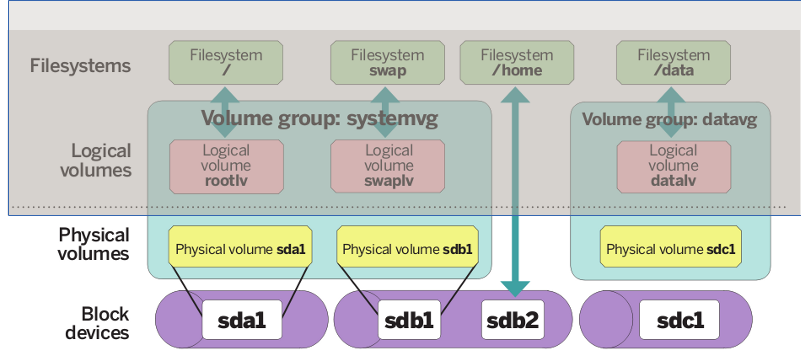 Filesystems
Filesystem
/
Filesystem
swap
Filesystem
/home
Filesystem
/data
Volume group: systemvg
Volume group: datavg
Logical
volumes
Logical
volume
rootlv
Logical
volume
swaplv
Logical
volume
datalv
Physical
volumes
Physical volume sda1
Physical volume sdb1
Physical volume sdc1
Block
devices
sda1
sdb1
sdb2
sdc1